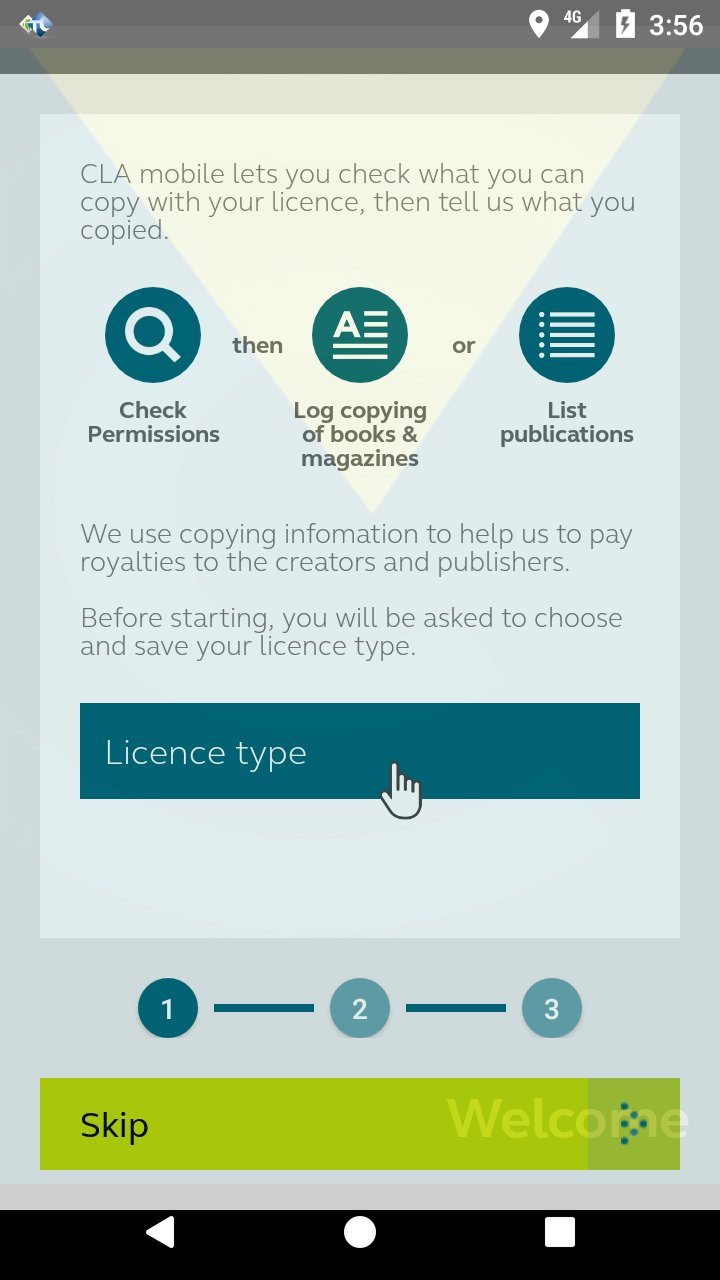 4G 3:56
CLA mobile lets you check what you can
copy with your licence, then tell us what you
copied.
then
or
Check
Permissions
Log copying
of books &
magazines
List
publications
We use copying infomation to help us to pay
royalties to the creators and publishers.
Before starting, you will be asked to choose
and save your licence type.
Licence type
1
2
3
Skip
Welcome